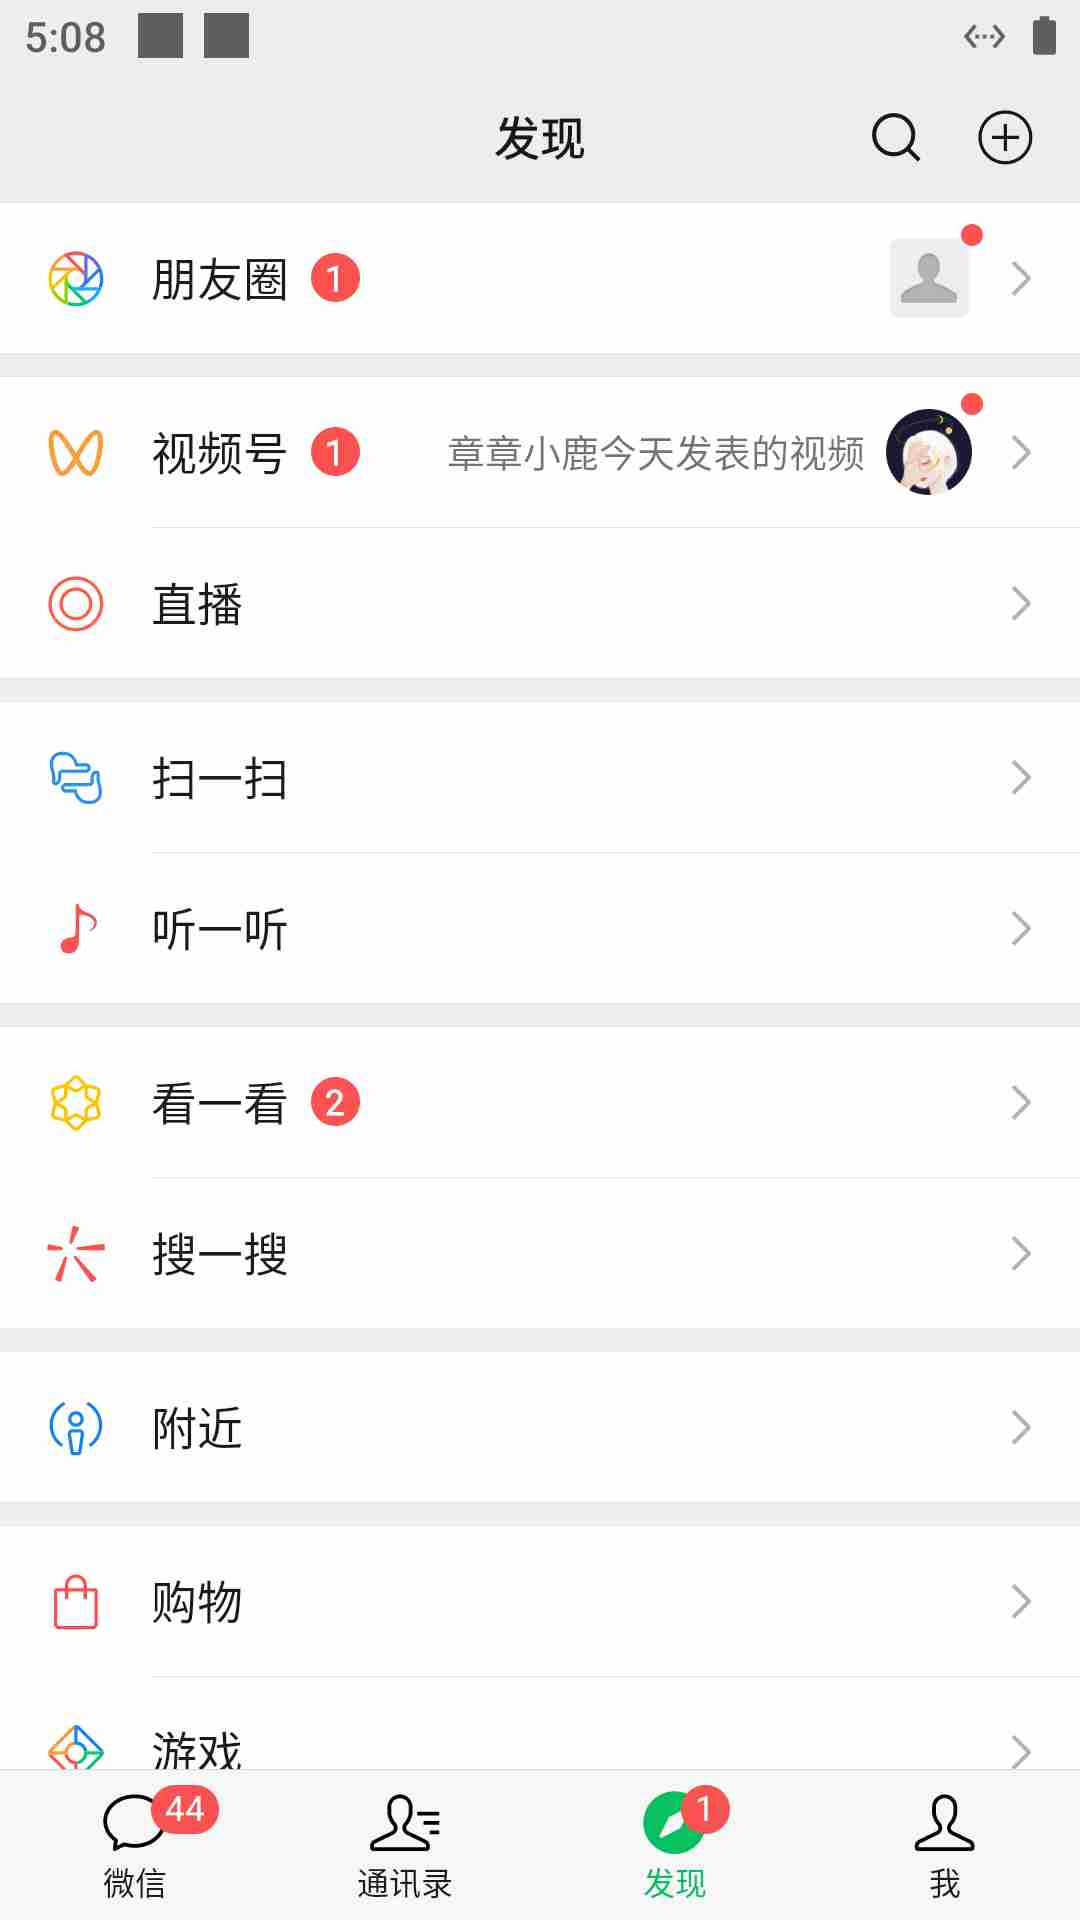 5:08
发现
朋友圈 1
视频号 1 章章小鹿今天发表的视频
直播
扫一扫
听一听
看一看 2
搜一搜
附近
购物
游戏
44 1
微信 通讯录 发现 我